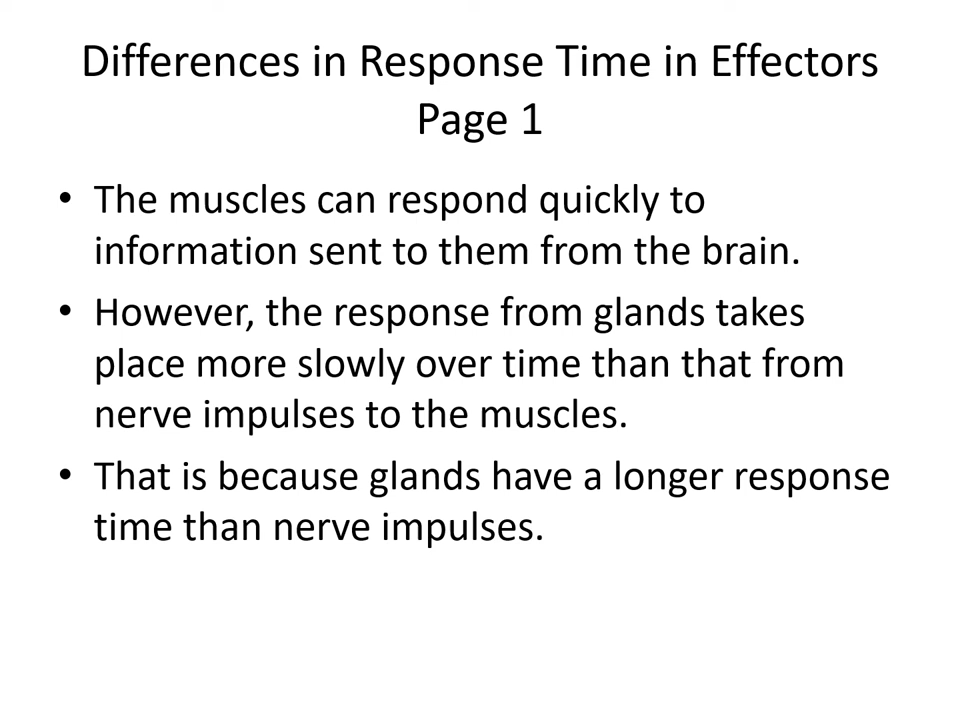 Differences in Response Time in Effectors
Page 1
• The muscles can respond quickly to
information sent to them from the brain.
• However, the response from glands takes
place more slowly over time than that from
nerve impulses to the muscles.
• That is because glands have a longer response
time than nerve impulses.